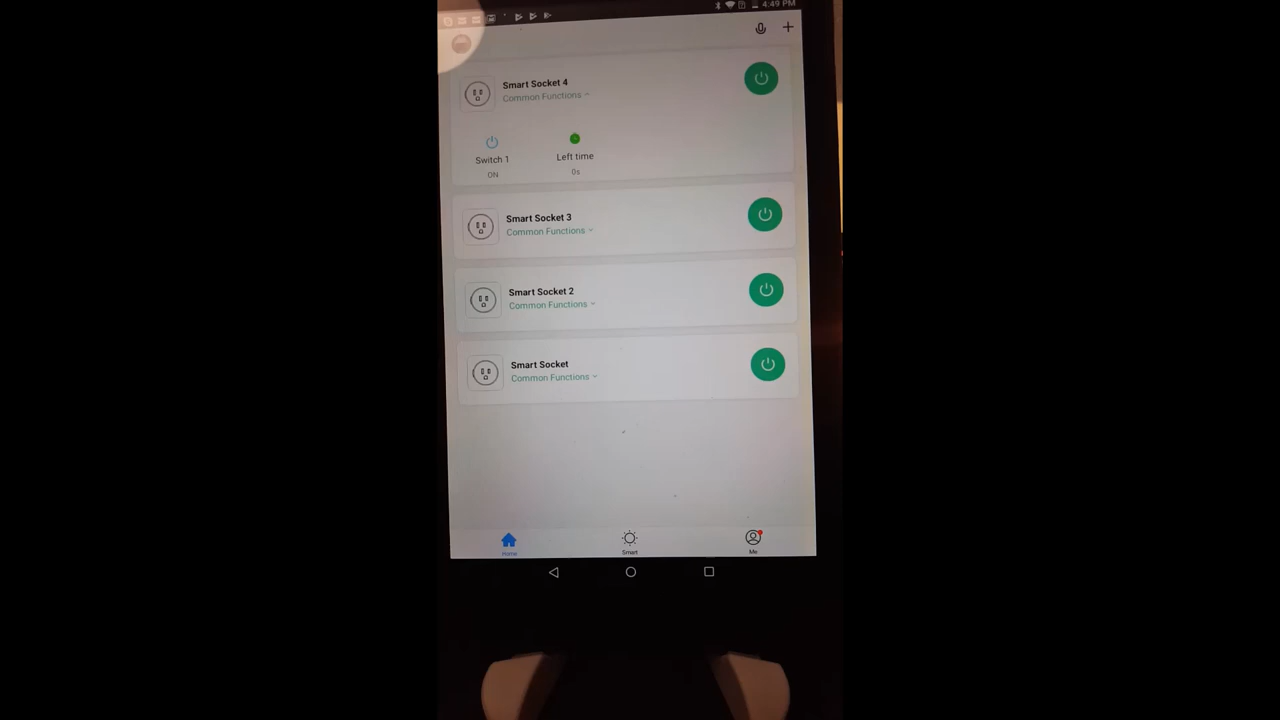 4:49 PM
Smart Socket 4
Common Functions
Switch 1
Left time
ON
0s
Smart Socket 3
Common Functions
Smart Socket 2
Common Functions
Smart Socket
Common Functions
Home
Smart
Me